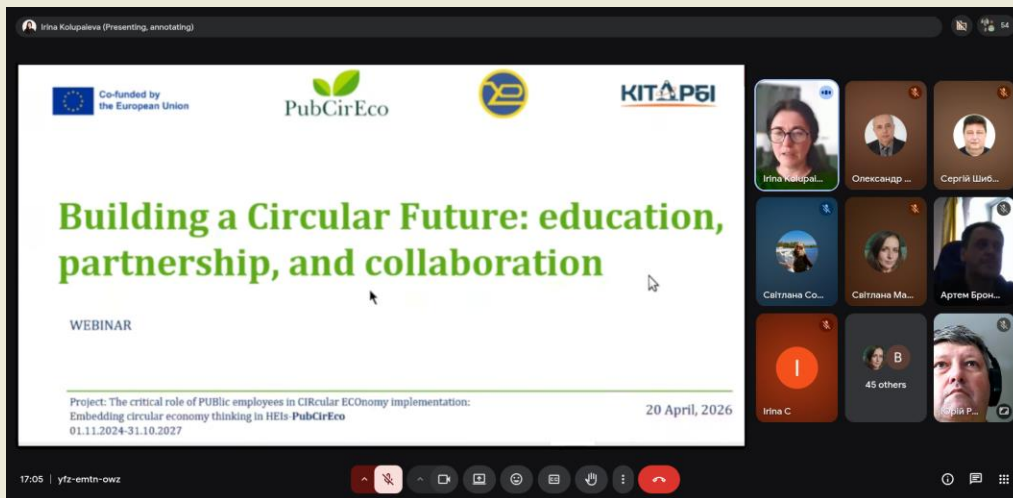 Irina Kolupaieva (Presenting, annotating)
54
Co-funded by
the European Union
PubCirEco
КІТАРБІ
Building a Circular Future: education,
partnership, and collaboration
WEBINAR
Project: The critical role of PUBlic employees in CIRcular ECOnomy implementation:
Embedding circular economy thinking in HEIs-PubCirEco
01.11.2024-31.10.2027
20 April, 2026
Irina Kolupai...
Олександр ...
Сергій Шиб...
Світлана Со...
Світлана Ма...
Артем Брон...
I
Irina C
B
45 others
Юрій Р...
17:05 | yfz-emtn-owz